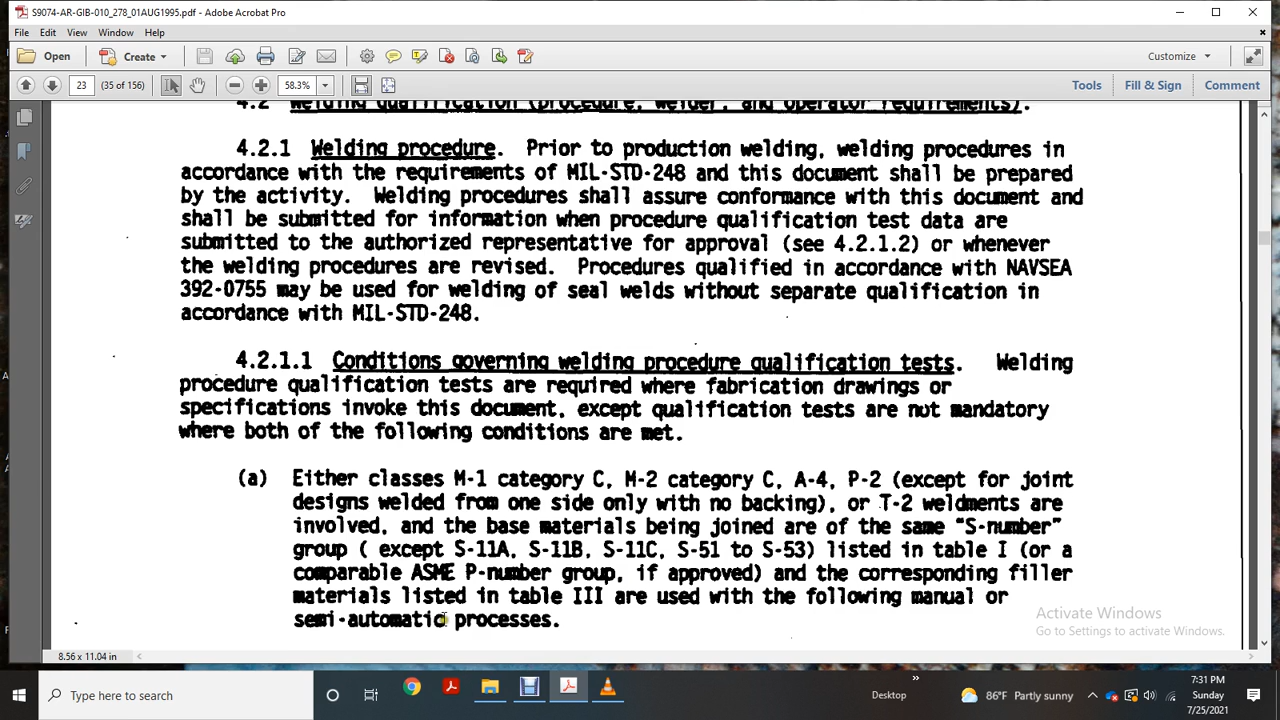 S9074-AR-GIB-010_278_01AUG1995.pdf - Adobe Acrobat Pro
File Edit View Window Help
Open Create Customize
23 (35 of 156) 58.3% Tools Fill & Sign Comment
4.2 Welding qualification (procedure, welder, and operator requirements).
4.2.1 Welding procedure. Prior to production welding, welding procedures in
accordance with the requirements of MIL-STD-248 and this document shall be prepared
by the activity. Welding procedures shall assure conformance with this document and
shall be submitted for information when procedure qualification test data are
submitted to the authorized representative for approval (see 4.2.1.2) or whenever
the welding procedures are revised. Procedures qualified in accordance with NAVSEA
392-0755 may be used for welding of seal welds without separate qualification in
accordance with MIL-STD-248.
4.2.1.1 Conditions governing welding procedure qualification tests. Welding
procedure qualification tests are required where fabrication drawings or
specifications invoke this document, except qualification tests are not mandatory
where both of the following conditions are met.
(a) Either classes M-1 category C, M-2 category C, A-4, P-2 (except for joint
designs welded from one side only with no backing), or T-2 weldments are
involved, and the base materials being joined are of the same "S-number"
group ( except S-11A, S-11B, S-11C, S-51 to S-53) listed in table I (or a
comparable ASME P-number group, if approved) and the corresponding filler
materials listed in table III are used with the following manual or
semi-automatic processes.
Activate Windows
Go to Settings to activate Windows.
8.56 x 11.04 in
Type here to search
Desktop
86°F Partly sunny
7:31 PM
Sunday
7/25/2021